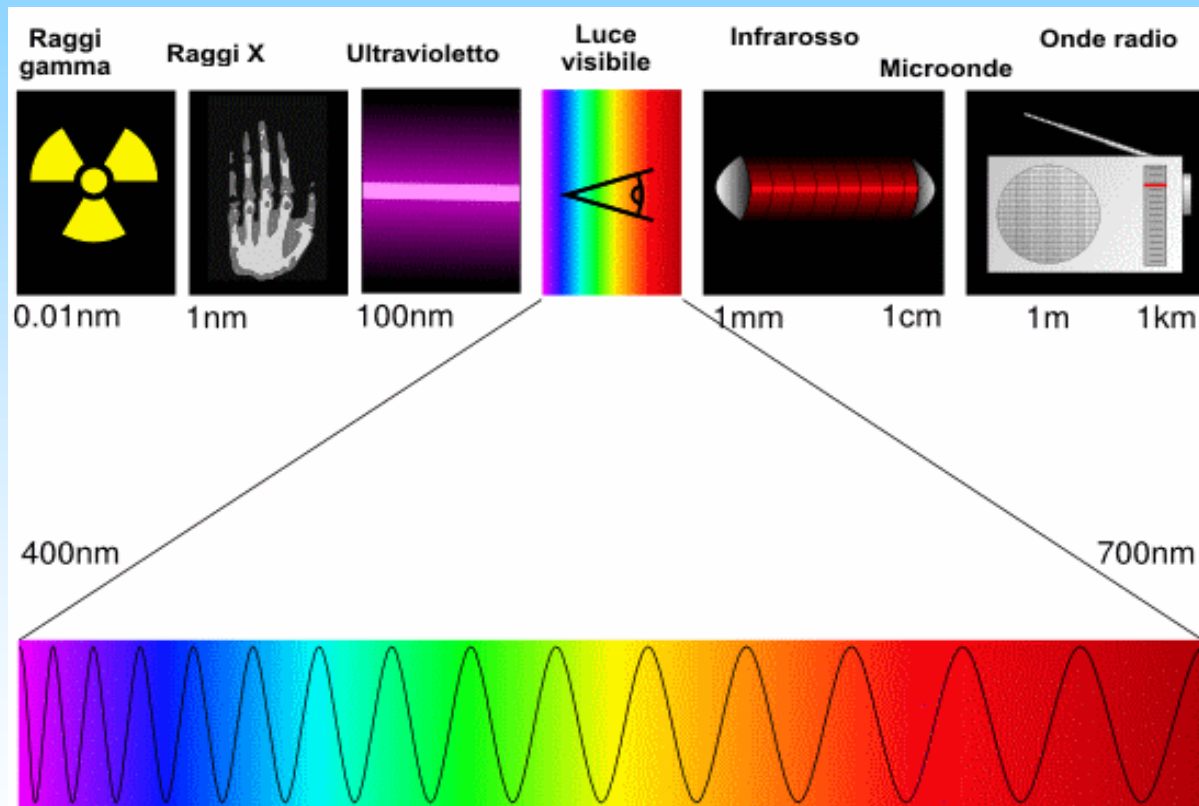 Raggi
gamma
Raggi X
Ultravioletto
Luce
visibile
Infrarosso
Microonde
Onde radio
0.01nm
1nm
100nm
1mm
1cm
1m
1km
400nm
700nm